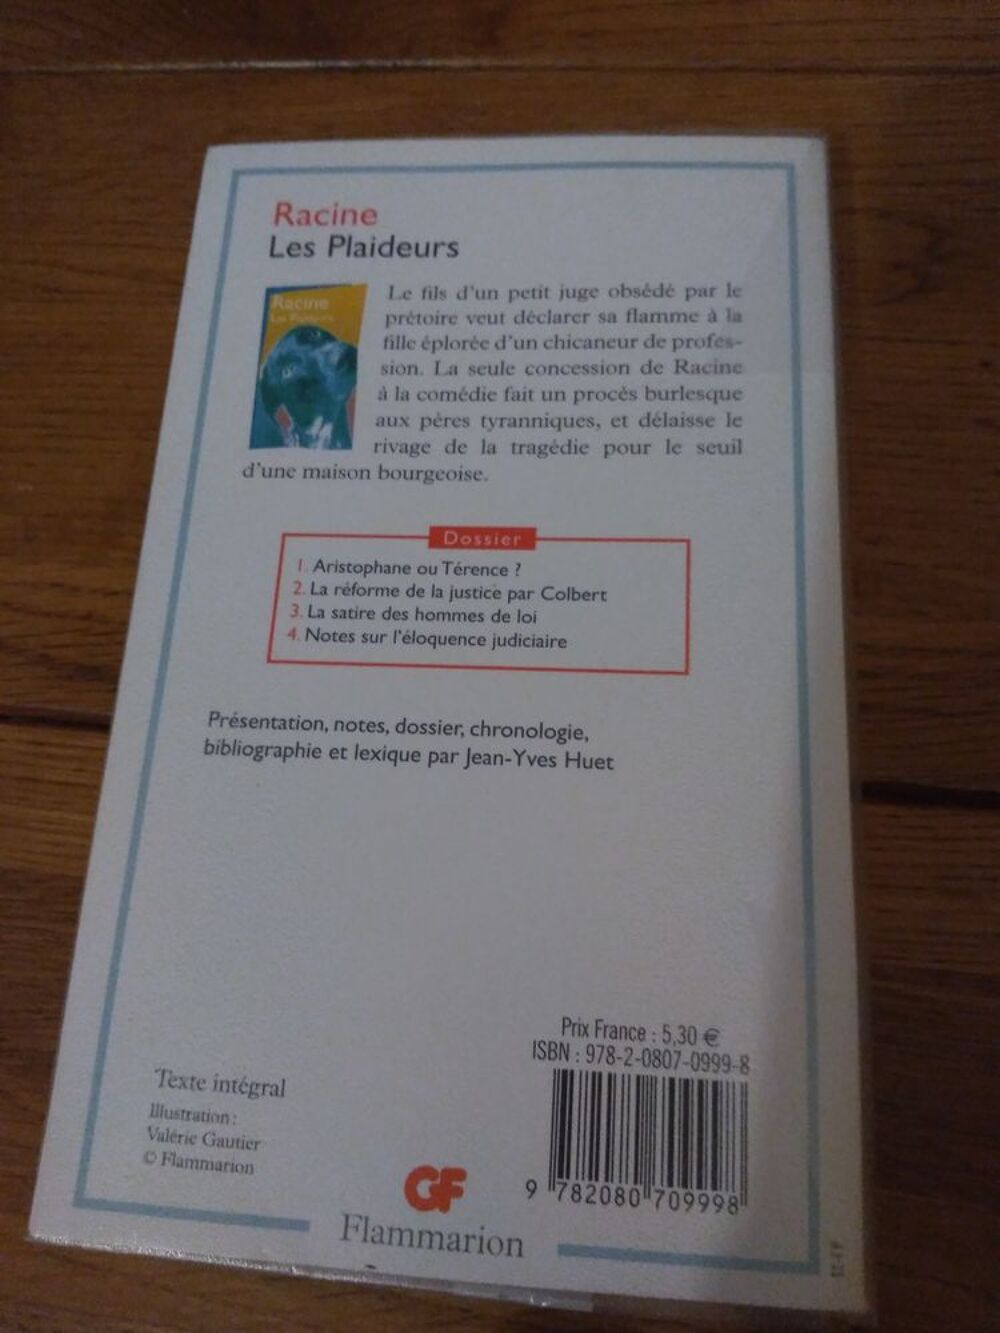 Racine
Les Plaideurs
Racine
Le fils d'un petit juge obsédé par le
prétoire veut déclarer sa flamme à la
fille éplorée d'un chicaneur de profes-
sion. La seule concession de Racine
à la comédie fait un procès burlesque
aux pères tyranniques, et délaisse le
rivage de la tragédie pour le seuil
d'une maison bourgeoise.
Dossier
1. Aristophane ou Térence ?
2. La réforme de la justice par Colbert
3. La satire des hommes de loi
4. Notes sur l'éloquence judiciaire
Présentation, notes, dossier, chronologie,
bibliographie et lexique par Jean-Yves Huet
Prix France : 5,30 €
ISBN : 978-2-0807-0999-8
9 782080 709998
Texte intégral
Illustration :
Valérie Gautier
© Flammarion
GF
Flammarion